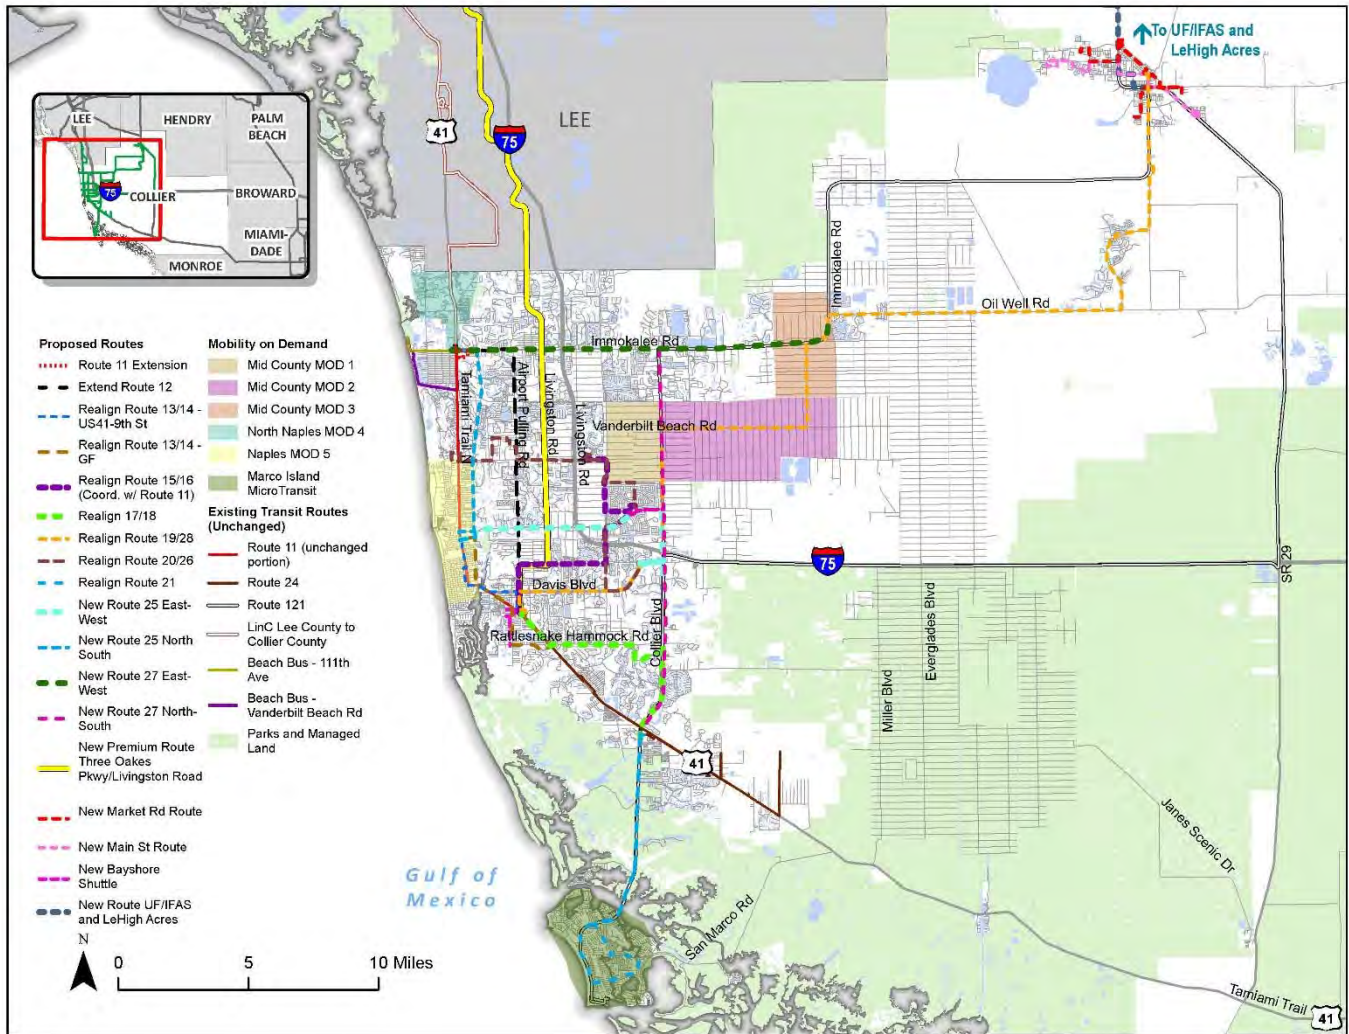 To UF/IFAS and
LeHigh Acres
41
75
LEE
LEE
HENDRY
PALM
BEACH
75
COLLIER
BROWARD
MIAMI-
DADE
MONROE
Immokalee Rd
Oil Well Rd
Immokalee Rd
Tamiami Trail N
Airport Pulling Rd
Livingston Rd
Livingston Rd
Vanderbilt Beach Rd
75
SR 29
Davis Blvd
Collier Blvd
Rattlesnake Hammock Rd
Everglades Blvd
Miller Blvd
41
Janes Scenic Dr
San Marco Rd
Tamiami Trail
41
Gulf of
Mexico
Proposed Routes
Route 11 Extension
Extend Route 12
Realign Route 13/14 -
US41-9th St
Realign Route 13/14 -
GF
Realign Route 15/16
(Coord. w/ Route 11)
Realign 17/18
Realign Route 19/28
Realign Route 20/26
Realign Route 21
New Route 25 East-
West
New Route 25 North
South
New Route 27 East-
West
New Route 27 North-
South
New Premium Route
Three Oakes
Pkwy/Livingston Road
New Market Rd Route
New Main St Route
New Bayshore
Shuttle
New Route UF/IFAS
and LeHigh Acres
Mobility on Demand
Mid County MOD 1
Mid County MOD 2
Mid County MOD 3
North Naples MOD 4
Naples MOD 5
Marco Island
MicroTransit
Existing Transit Routes
(Unchanged)
Route 11 (unchanged
portion)
Route 24
Route 121
LinC Lee County to
Collier County
Beach Bus - 111th
Ave
Beach Bus -
Vanderbilt Beach Rd
Parks and Managed
Land
N
0 5 10 Miles